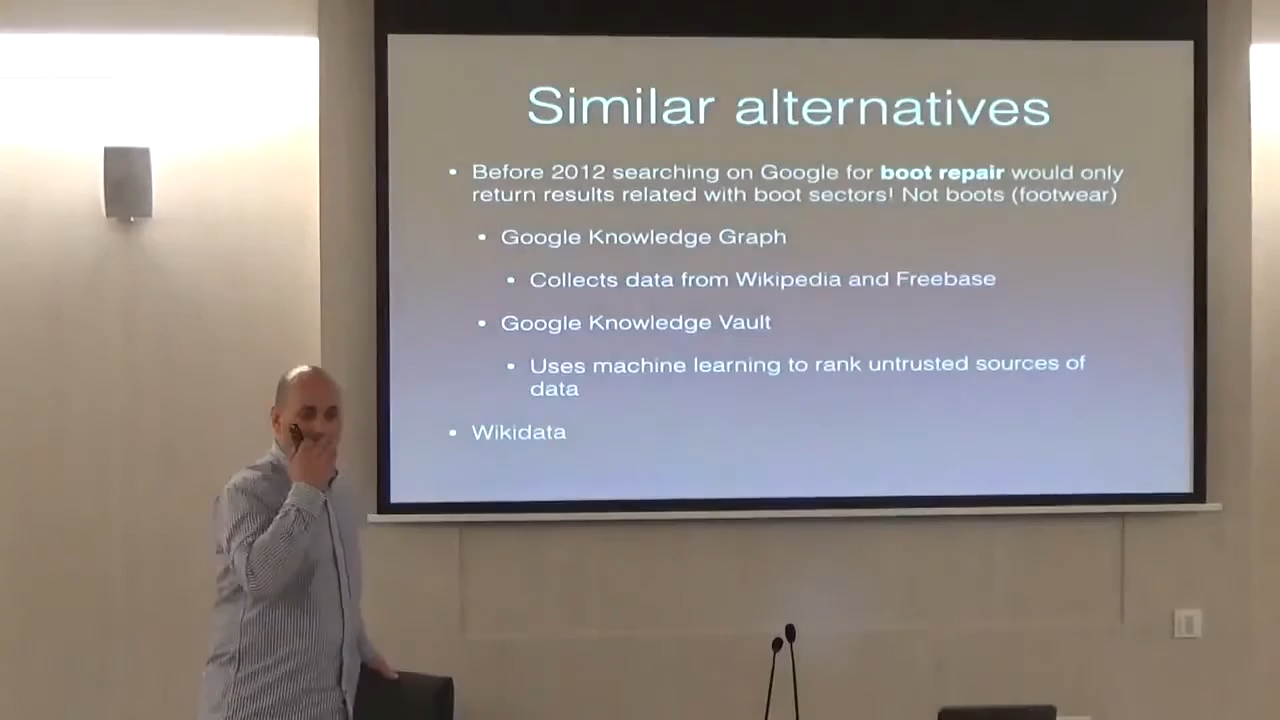 Similar alternatives
• Before 2012 searching on Google for boot repair would only
return results related with boot sectors! Not boots (footwear)
• Google Knowledge Graph
• Collects data from Wikipedia and Freebase
• Google Knowledge Vault
• Uses machine learning to rank untrusted sources of
data
• Wikidata